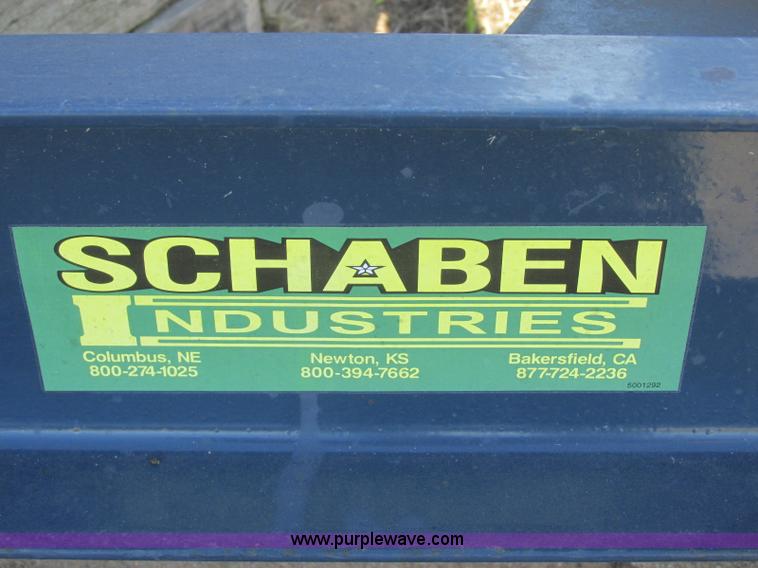 SCHABEN
INDUSTRIES
Columbus, NE Newton, KS Bakersfield, CA
800-274-1025 800-394-7662 877-724-2236
5001292
www.purplewave.com